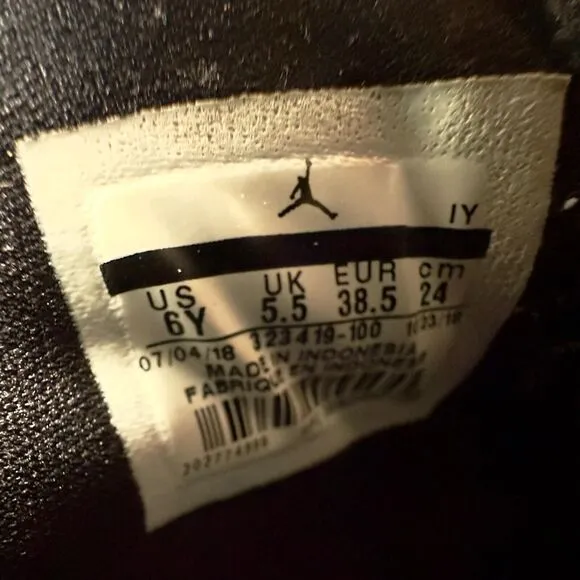 IY
US UK EUR cm
6Y 5.5 38.5 24
07/04/18 323419-100
MADE IN INDONESIA
FABRIQUÉ EN INDONESIE